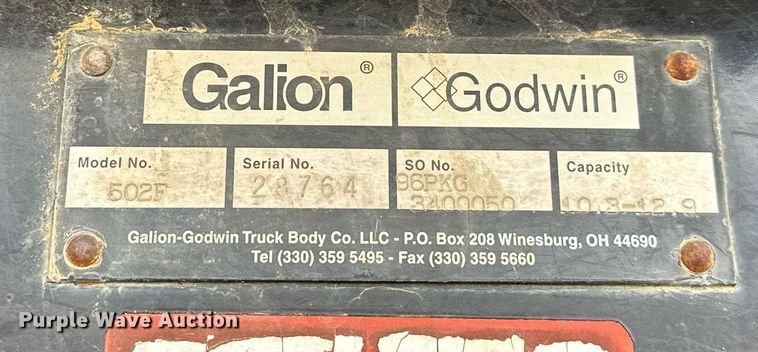 Galion® Godwin®
Model No. Serial No. SO No. Capacity
502F 23764 96PKG 3400050 10.3-12.9
Galion-Godwin Truck Body Co. LLC - P.O. Box 208 Winesburg, OH 44690
Tel (330) 359 5495 - Fax (330) 359 5660
Purple Wave Auction